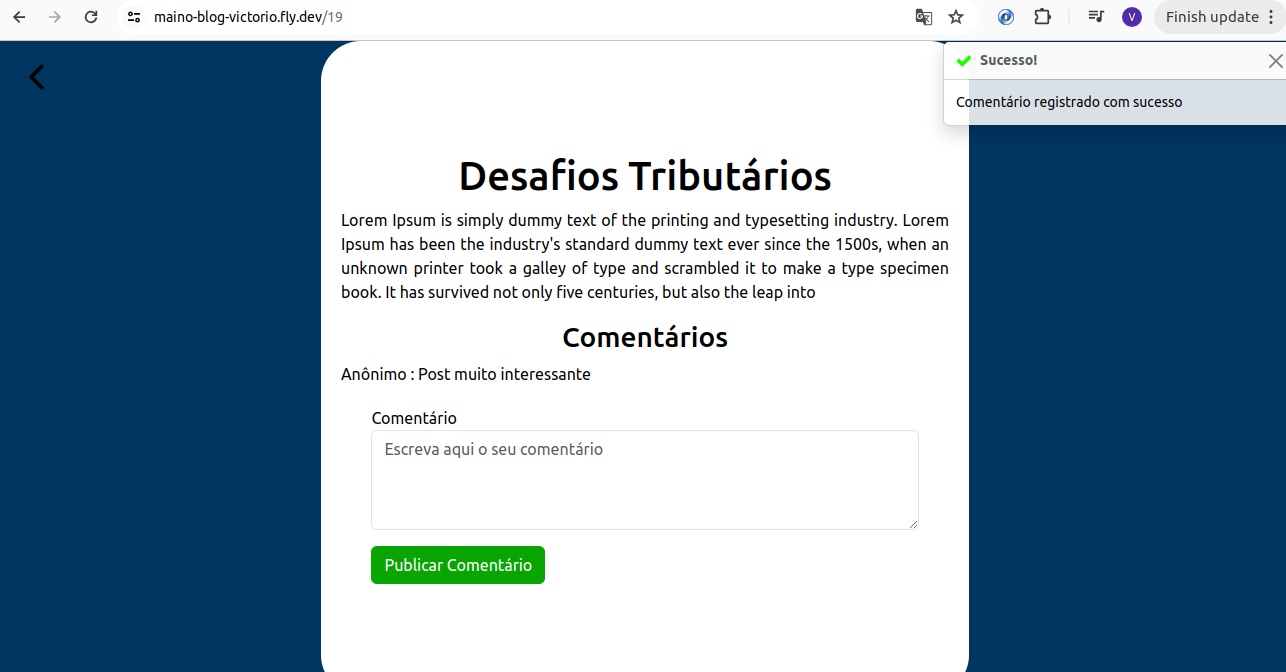 maino-blog-victorio.fly.dev/19
V
Finish update
Sucesso!
Comentário registrado com sucesso
Desafios Tributários
Lorem Ipsum is simply dummy text of the printing and typesetting industry. Lorem
Ipsum has been the industry's standard dummy text ever since the 1500s, when an
unknown printer took a galley of type and scrambled it to make a type specimen
book. It has survived not only five centuries, but also the leap into
Comentários
Anônimo : Post muito interessante
Comentário
Escreva aqui o seu comentário
Publicar Comentário